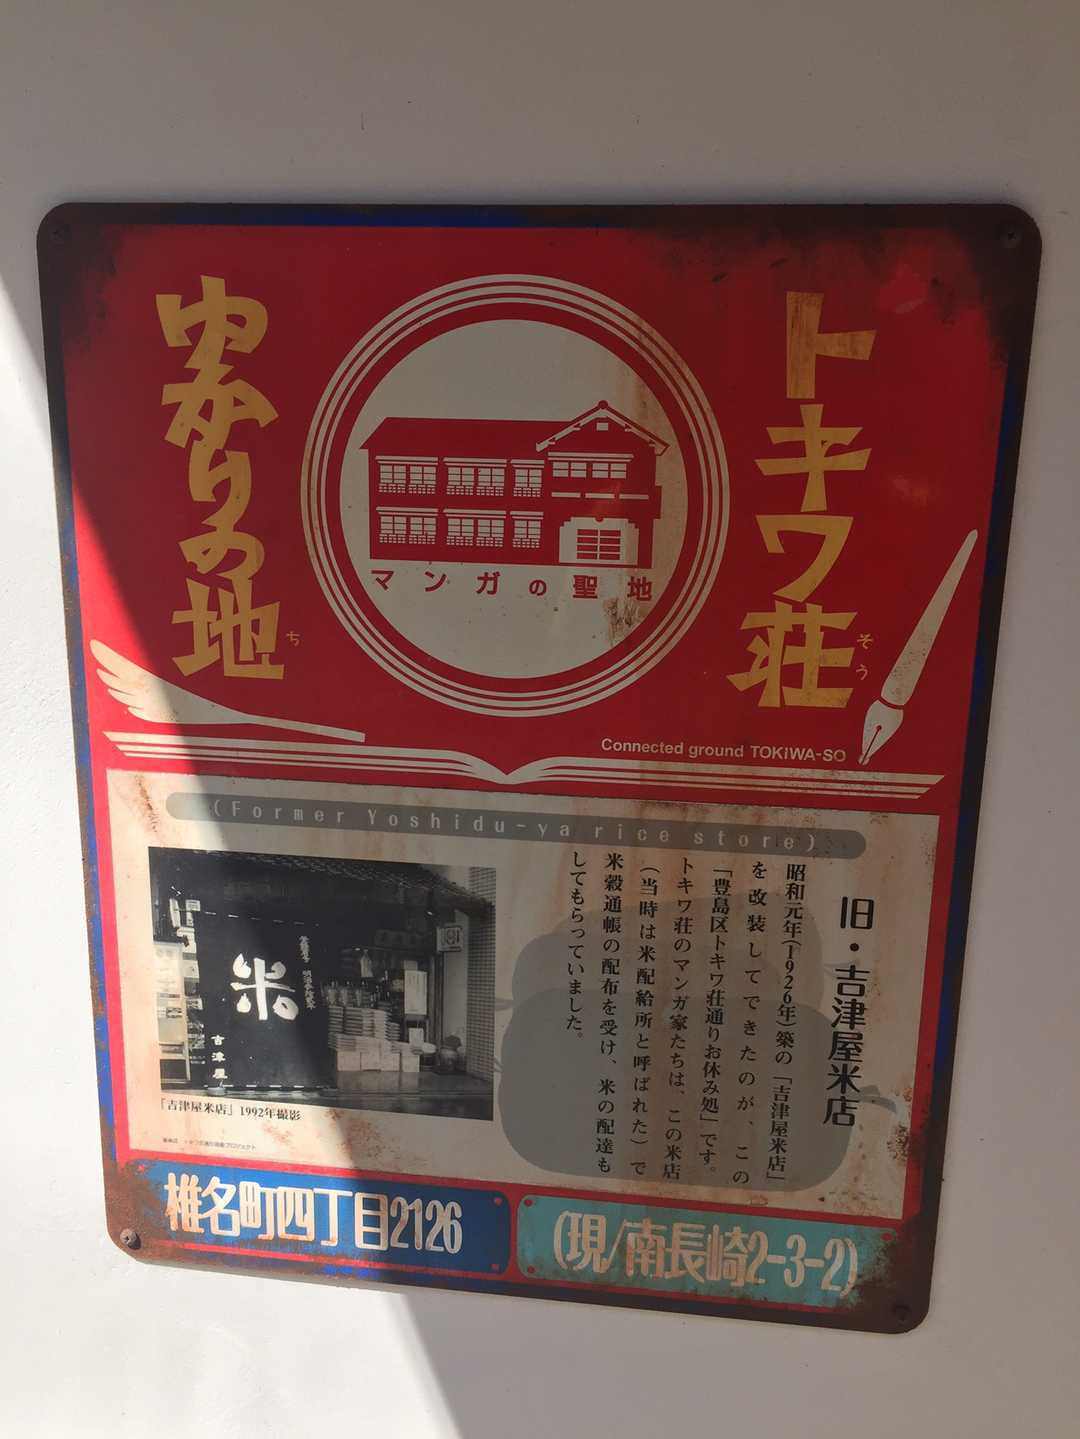 トキワ荘
そう
ゆかりの地
ち
マンガの聖地
Connected ground TOKIWA-SO
(Former Yoshidu-ya rice store)
旧・吉津屋米店
昭和元年(1926年)築の「吉津屋米店」
を改装してできたのが、この
「豊島区トキワ荘通りお休み処」です。
トキワ荘のマンガ家たちは、この米店
(当時は米配給所と呼ばれた)で
米穀通帳の配布を受け、米の配達も
してもらっていました。
米
吉津屋
「吉津屋米店」1992年撮影
椎名町四丁目2126
(現/南長崎2-3-2)